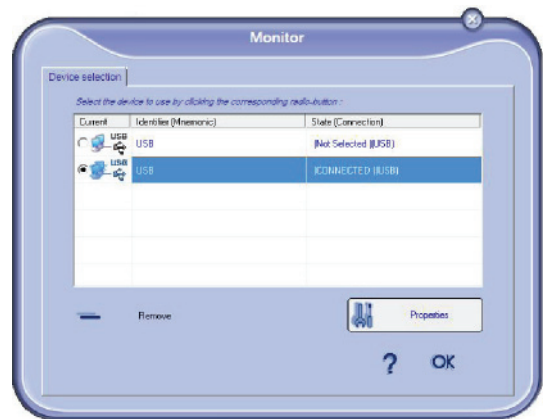 Monitor
Device selection
Select the device to use by clicking the corresponding radio-button :
Current Identifier (Mnemonic) State (Connection)
USB USB (Not Selected )(USB)
USB USB (CONNECTED )(USB)
Remove Properties
? OK